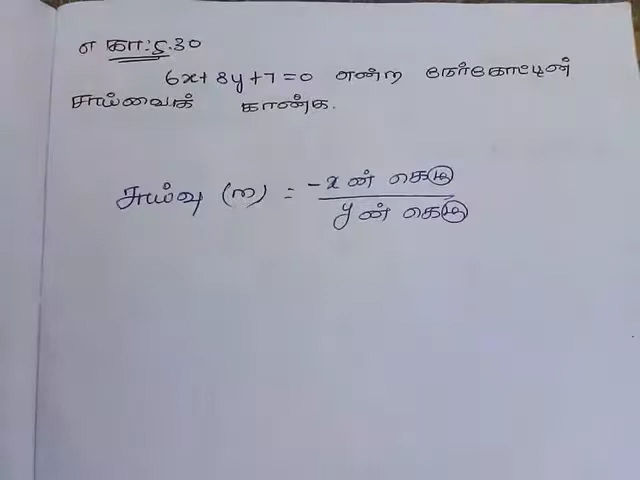 எ கா: 5.30
6x + 8y + 7 = 0 என்ற நேர்கோட்டின்
சாய்வைக் காண்க.
சாய்வு (m) = -x ன் கெழு
y ன் கெழு